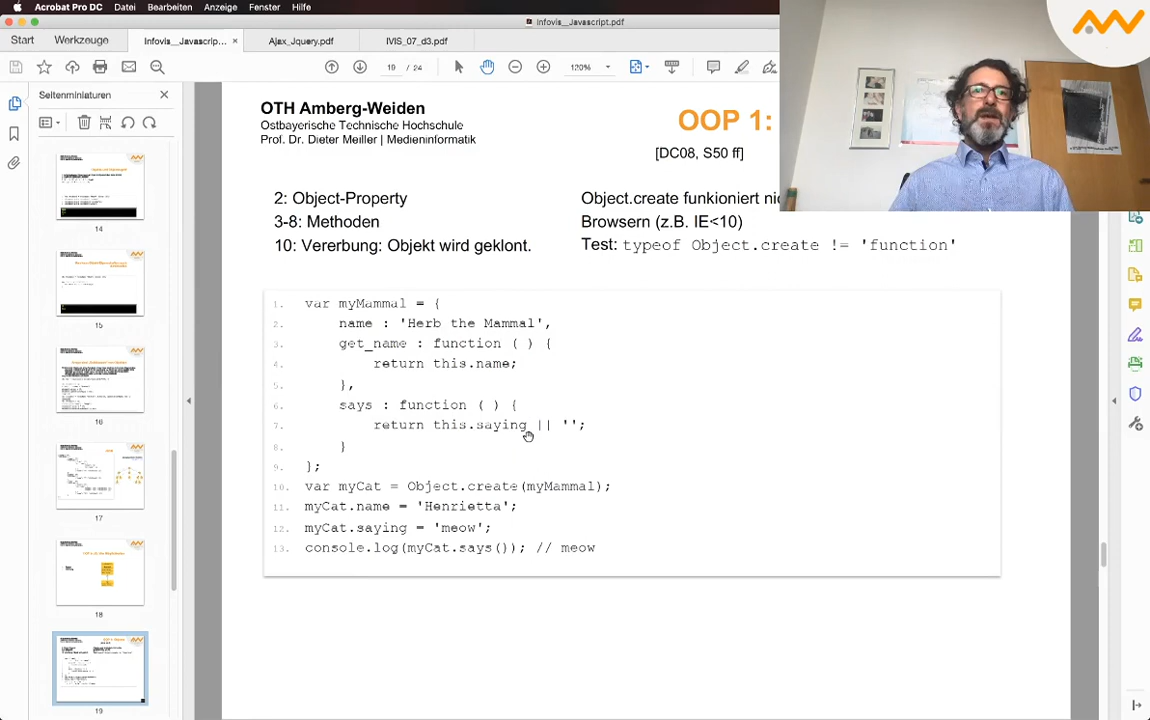 Acrobat Pro DC Datei Bearbeiten Anzeige Fenster Hilfe
Infovis__Javascript.pdf
Start Werkzeuge Infovis__Javascrip... × Ajax_Jquery.pdf IVIS_07_d3.pdf
19 / 24 120%
Seitenminiaturen
14
15
16
17
18
19
OTH Amberg-Weiden
Ostbayerische Technische Hochschule
Prof. Dr. Dieter Meiller | Medieninformatik
OOP 1:
[DC08, S50 ff]
2: Object-Property
3-8: Methoden
10: Vererbung: Objekt wird geklont.
Object.create funkioniert
Browsern (z.B. IE<10)
Test: typeof Object.create != 'function'
1. var myMammal = {
2. name : 'Herb the Mammal',
3. get_name : function ( ) {
4. return this.name;
5. },
6. says : function ( ) {
7. return this.saying || '';
8. }
9. };
10. var myCat = Object.create(myMammal);
11. myCat.name = 'Henrietta';
12. myCat.saying = 'meow';
13. console.log(myCat.says()); // meow